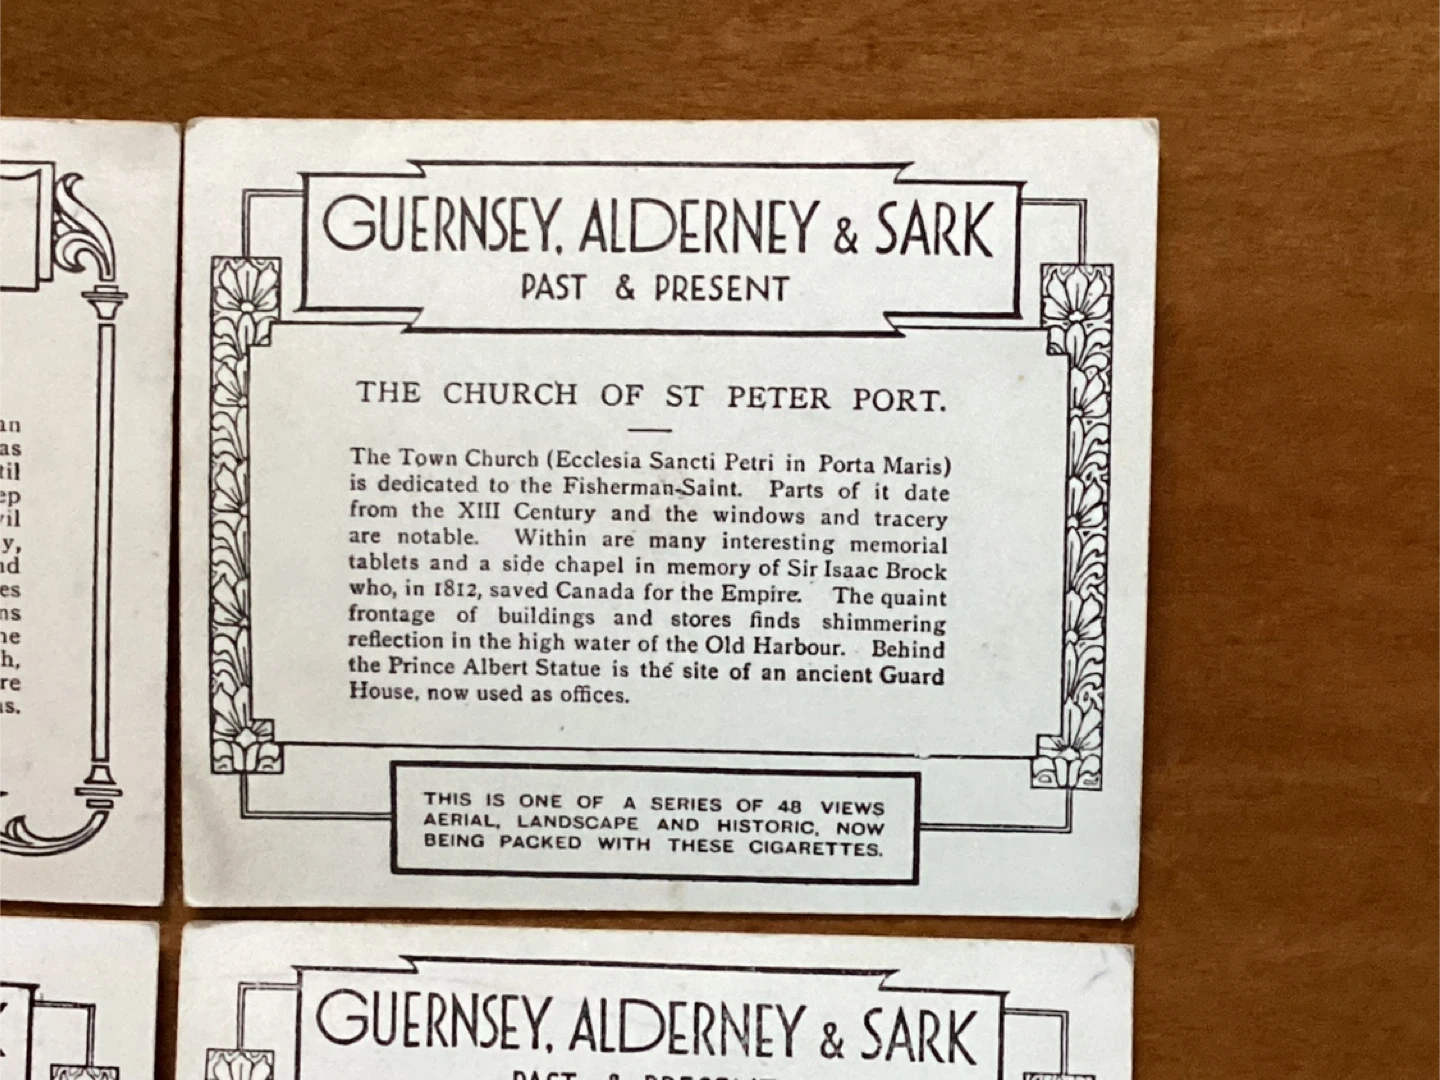 GUERNSEY, ALDERNEY & SARK
PAST & PRESENT
THE CHURCH OF ST PETER PORT.
The Town Church (Ecclesia Sancti Petri in Porta Maris)
is dedicated to the Fisherman-Saint. Parts of it date
from the XIII Century and the windows and tracery
are notable. Within are many interesting memorial
tablets and a side chapel in memory of Sir Isaac Brock
who, in 1812, saved Canada for the Empire. The quaint
frontage of buildings and stores finds shimmering
reflection in the high water of the Old Harbour. Behind
the Prince Albert Statue is the site of an ancient Guard
House, now used as offices.
THIS IS ONE OF A SERIES OF 48 VIEWS
AERIAL, LANDSCAPE AND HISTORIC, NOW
BEING PACKED WITH THESE CIGARETTES.
GUERNSEY, ALDERNEY & SARK
PAST & PRESENT